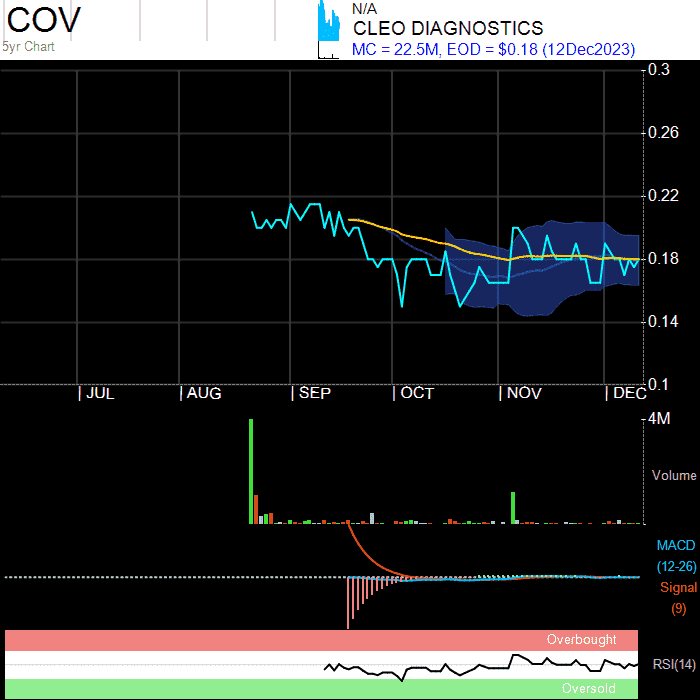 COV
5yr Chart
N/A
CLEO DIAGNOSTICS
MC = 22.5M, EOD = $0.18 (12Dec2023)
0.3
0.26
0.22
0.18
0.14
0.1
JUL AUG SEP OCT NOV DEC
4M
Volume
MACD
(12-26)
Signal
(9)
Overbought
RSI(14)
Oversold